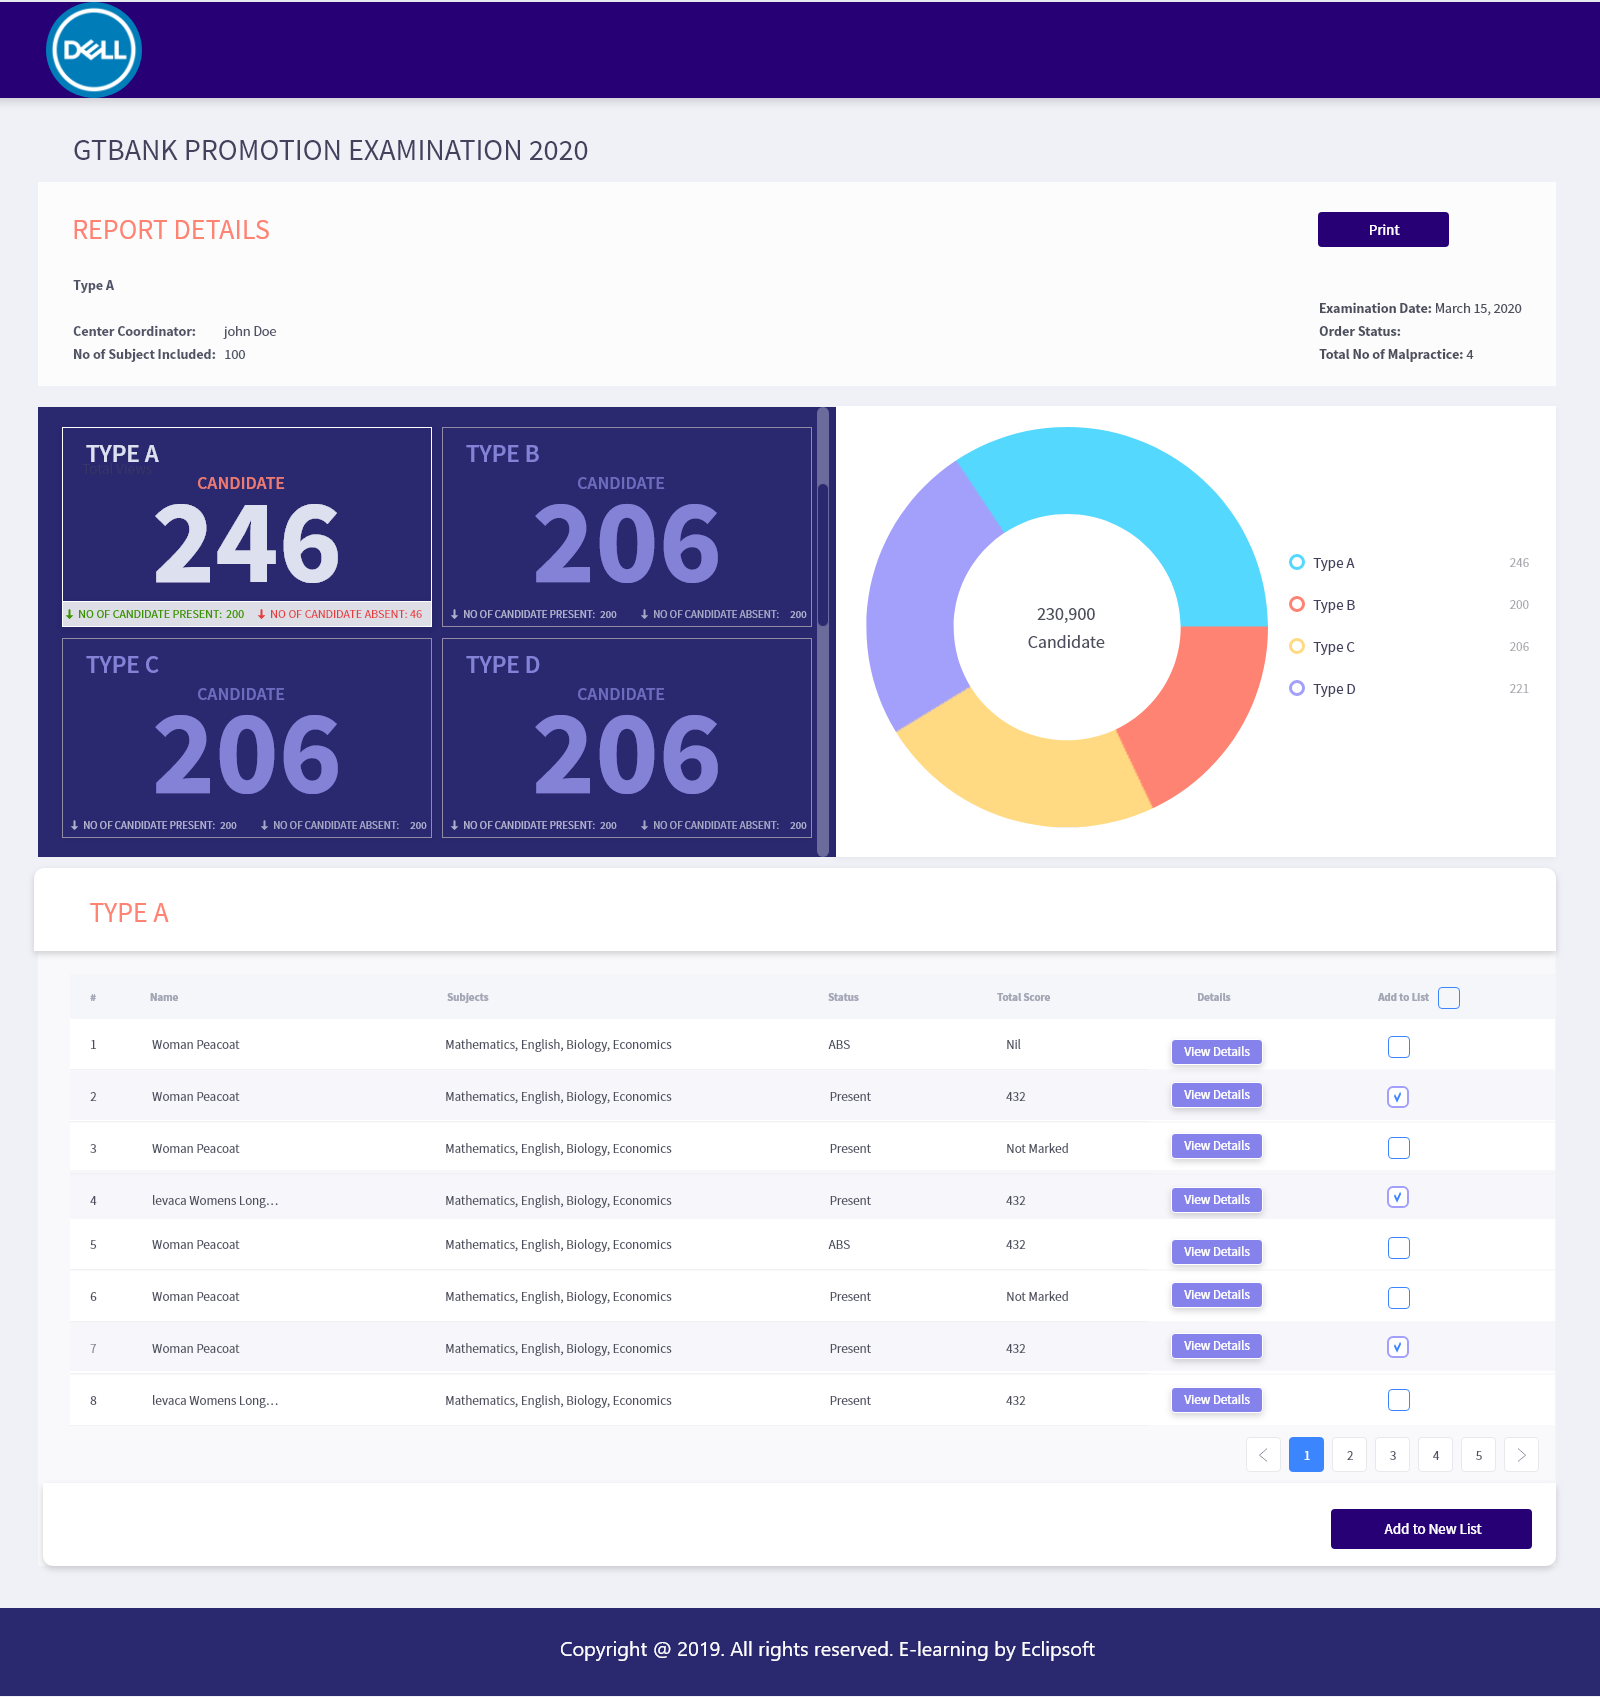 DELL
GTBANK PROMOTION EXAMINATION 2020
REPORT DETAILS
Print
Type A
Examination Date: March 15, 2020
Center Coordinator: john Doe
Order Status:
No of Subject Included: 100
Total No of Malpractice: 4
TYPE A
Total Views
CANDIDATE
246
NO OF CANDIDATE PRESENT: 200 NO OF CANDIDATE ABSENT: 46
TYPE B
CANDIDATE
206
NO OF CANDIDATE PRESENT: 200 NO OF CANDIDATE ABSENT: 200
TYPE C
CANDIDATE
206
NO OF CANDIDATE PRESENT: 200 NO OF CANDIDATE ABSENT: 200
TYPE D
CANDIDATE
206
NO OF CANDIDATE PRESENT: 200 NO OF CANDIDATE ABSENT: 200
230,900
Candidate
Type A 246
Type B 200
Type C 206
Type D 221
TYPE A
# Name Subjects Status Total Score Details Add to List
1 Woman Peacoat Mathematics, English, Biology, Economics ABS Nil View Details
2 Woman Peacoat Mathematics, English, Biology, Economics Present 432 View Details
3 Woman Peacoat Mathematics, English, Biology, Economics Present Not Marked View Details
4 levaca Womens Long... Mathematics, English, Biology, Economics Present 432 View Details
5 Woman Peacoat Mathematics, English, Biology, Economics ABS 432 View Details
6 Woman Peacoat Mathematics, English, Biology, Economics Present Not Marked View Details
7 Woman Peacoat Mathematics, English, Biology, Economics Present 432 View Details
8 levaca Womens Long... Mathematics, English, Biology, Economics Present 432 View Details
1 2 3 4 5
Add to New List
Copyright @ 2019. All rights reserved. E-learning by Eclipsoft